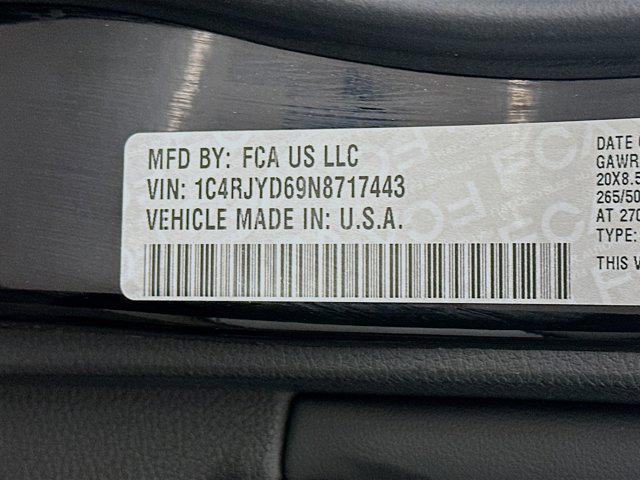 MFD BY: FCA US LLC
VIN: 1C4RJYD69N8717443
VEHICLE MADE IN: U.S.A.
DATE
GAWR
20X8.5
265/50
AT 270
TYPE:
THIS V